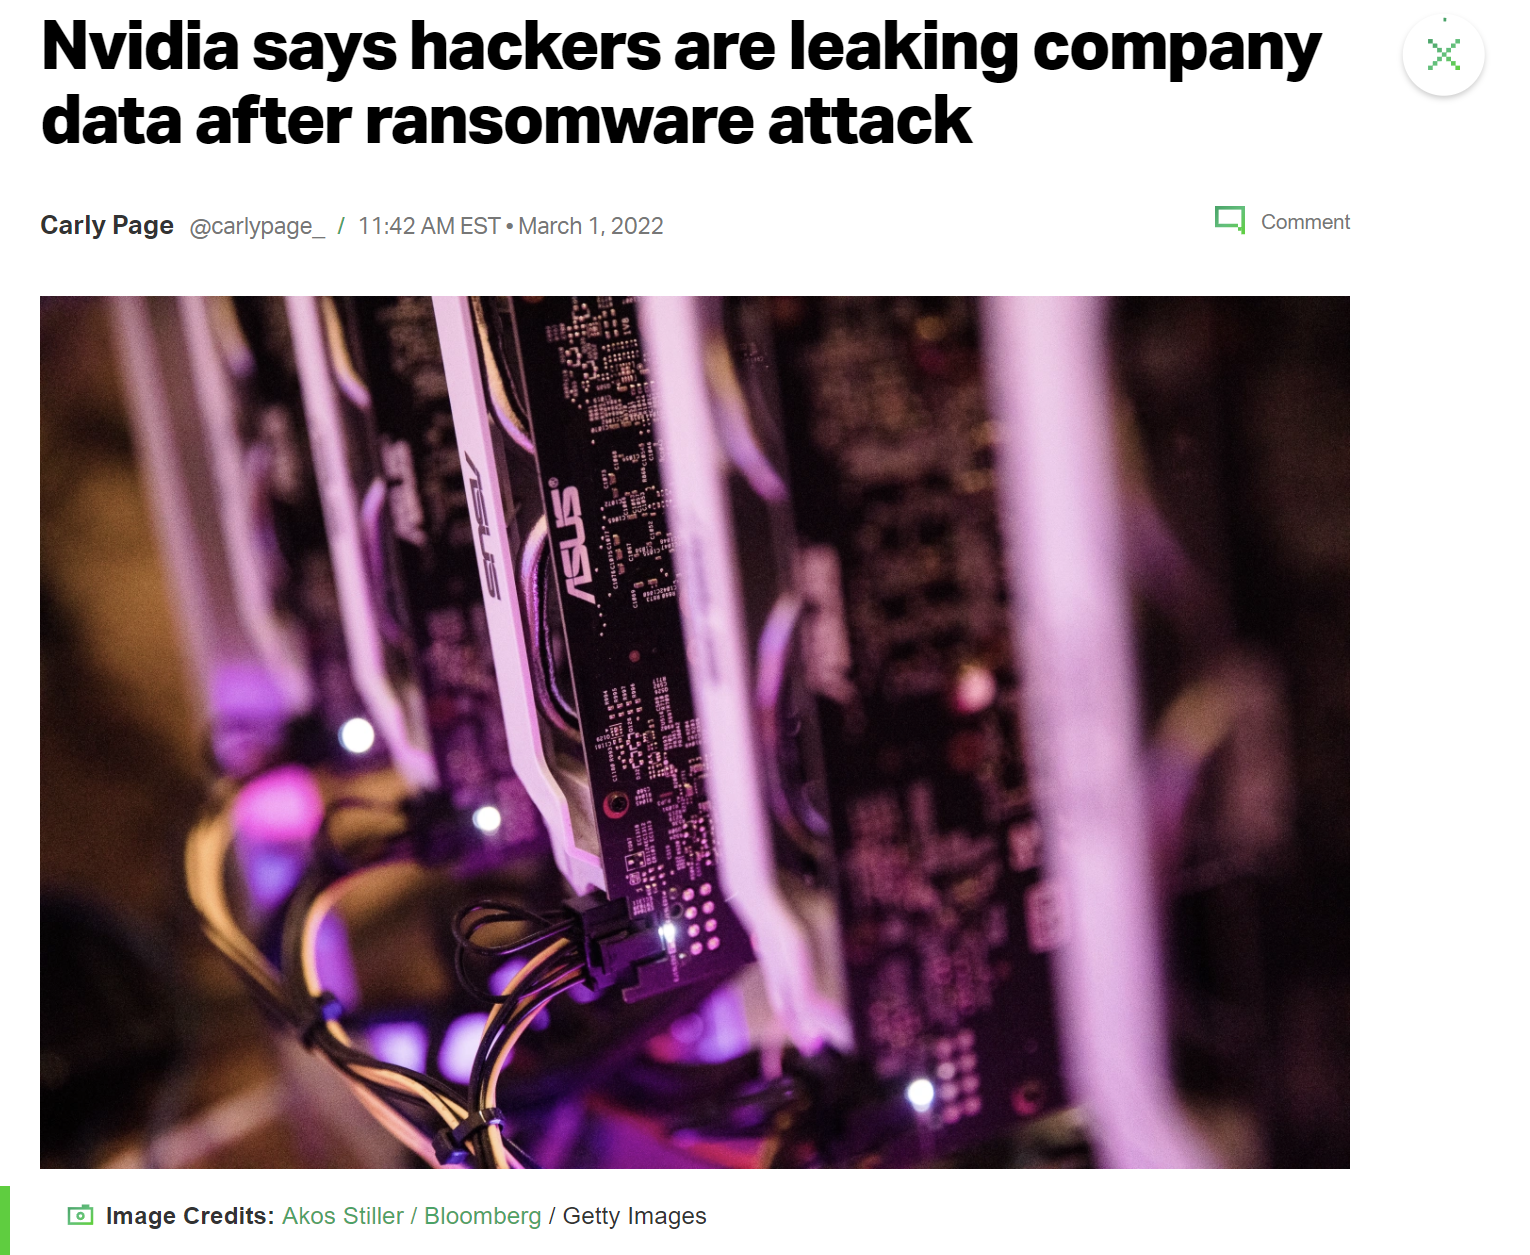 Nvidia says hackers are leaking company
data after ransomware attack
Carly Page @carlypage_ / 11:42 AM EST • March 1, 2022
Comment
ASUS
ASUS
ASUS®
Image Credits: Akos Stiller / Bloomberg / Getty Images